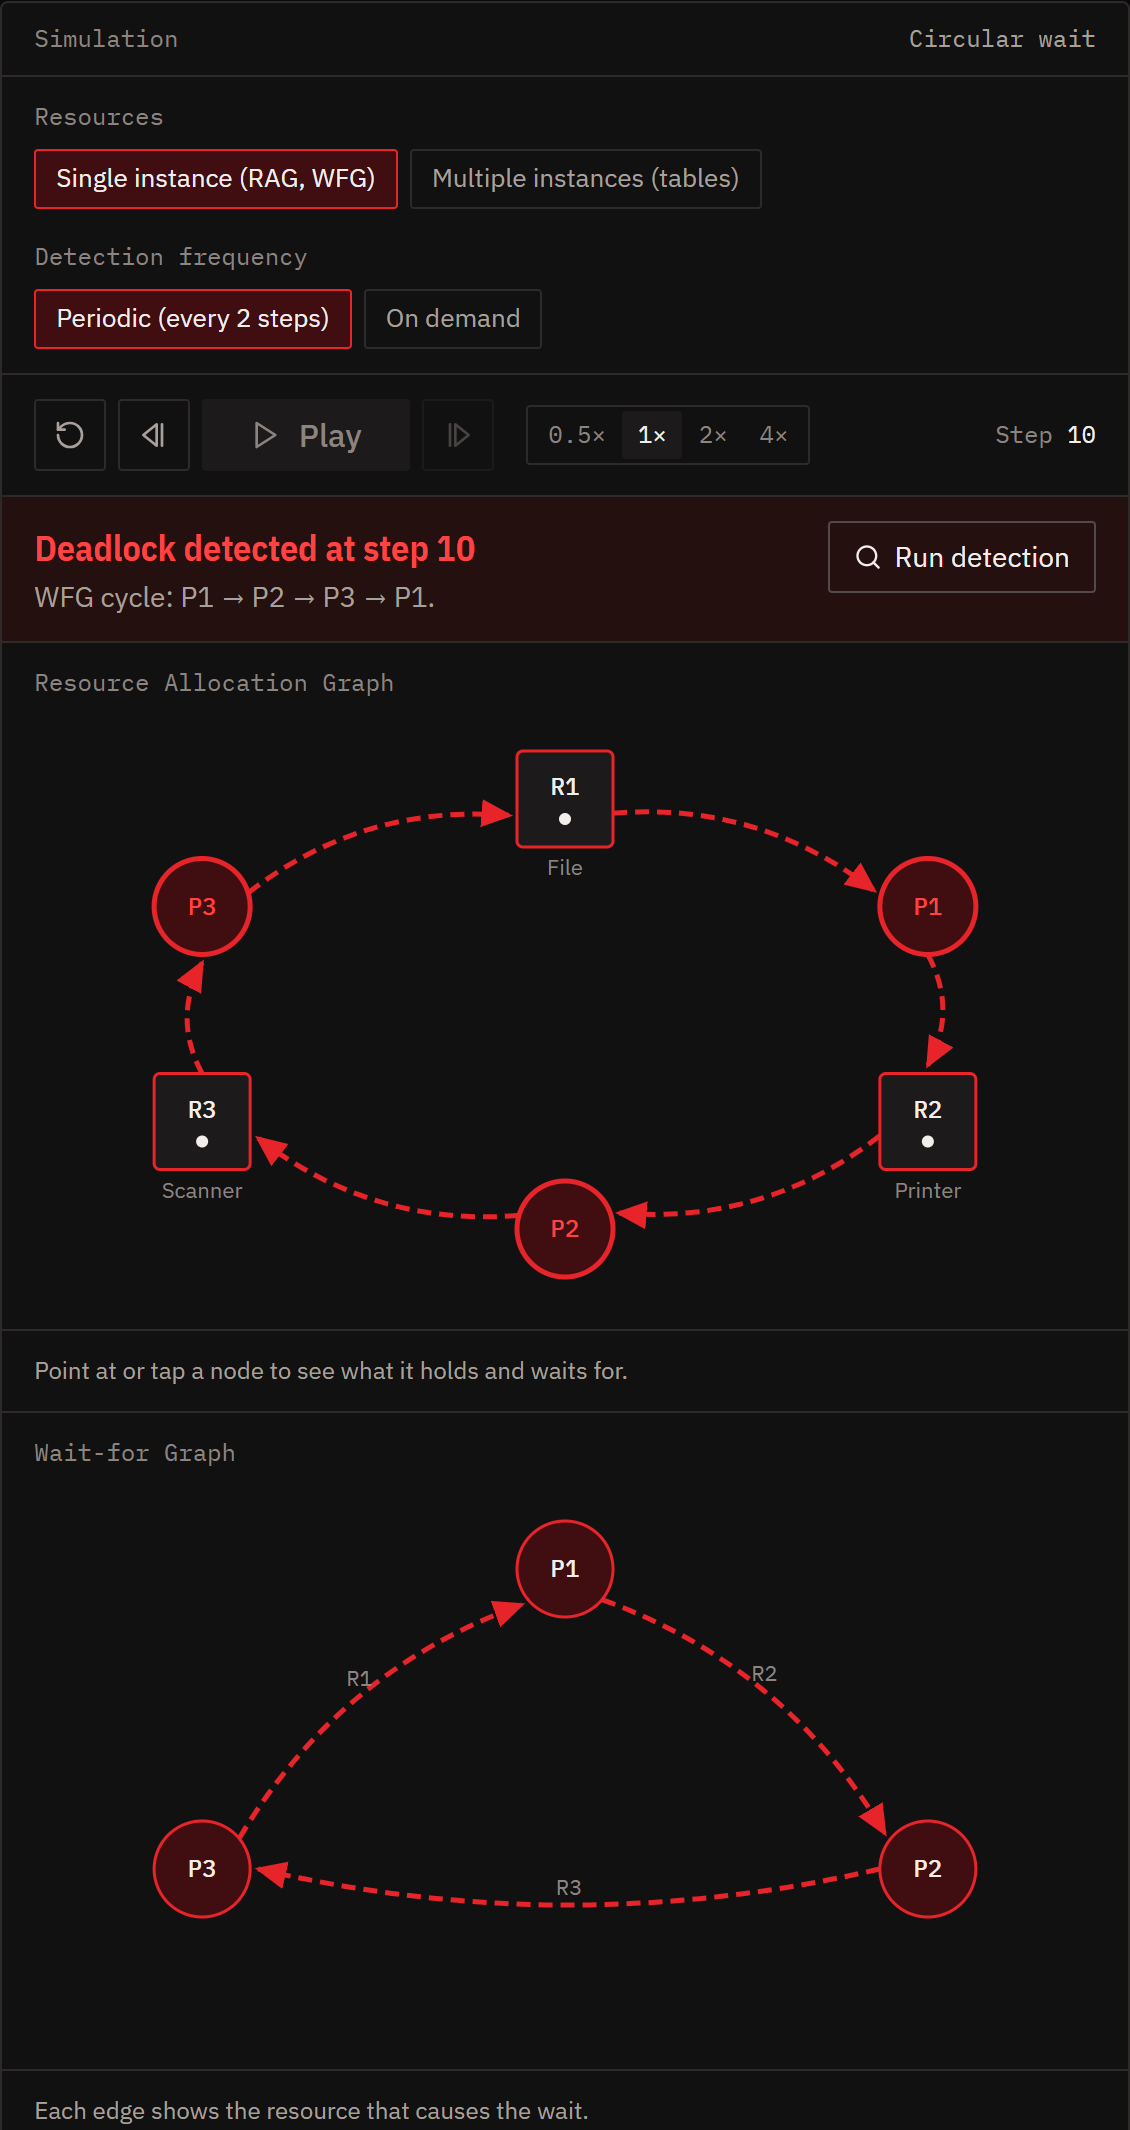 Simulation
Circular wait
Resources
Single instance (RAG, WFG)
Multiple instances (tables)
Detection frequency
Periodic (every 2 steps)
On demand
Play
0.5×
1×
2×
4×
Step 10
Deadlock detected at step 10
WFG cycle: P1 → P2 → P3 → P1.
Run detection
Resource Allocation Graph
R1
File
P3
P1
R3
Scanner
R2
Printer
P2
Point at or tap a node to see what it holds and waits for.
Wait-for Graph
P1
R1
R2
P3
P2
R3
Each edge shows the resource that causes the wait.